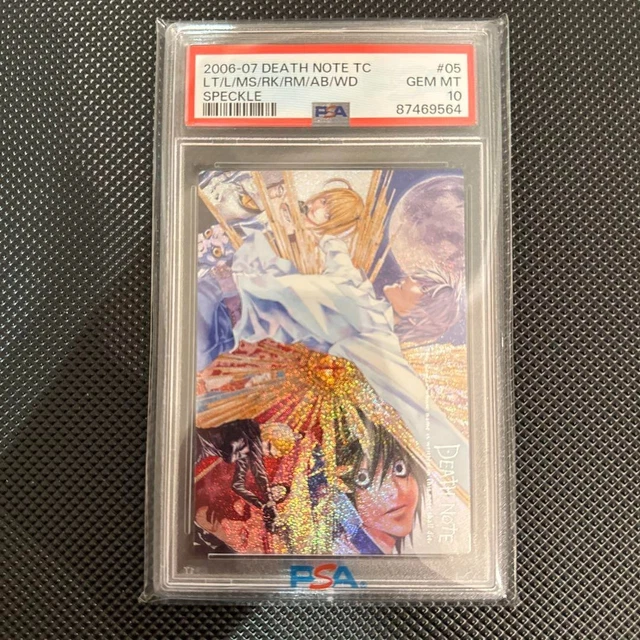 2006-07 DEATH NOTE TC #05
LT/L/MS/RK/RM/AB/WD GEM MT
SPECKLE 10
PSA 87469564
DEATH NOTE
PSA